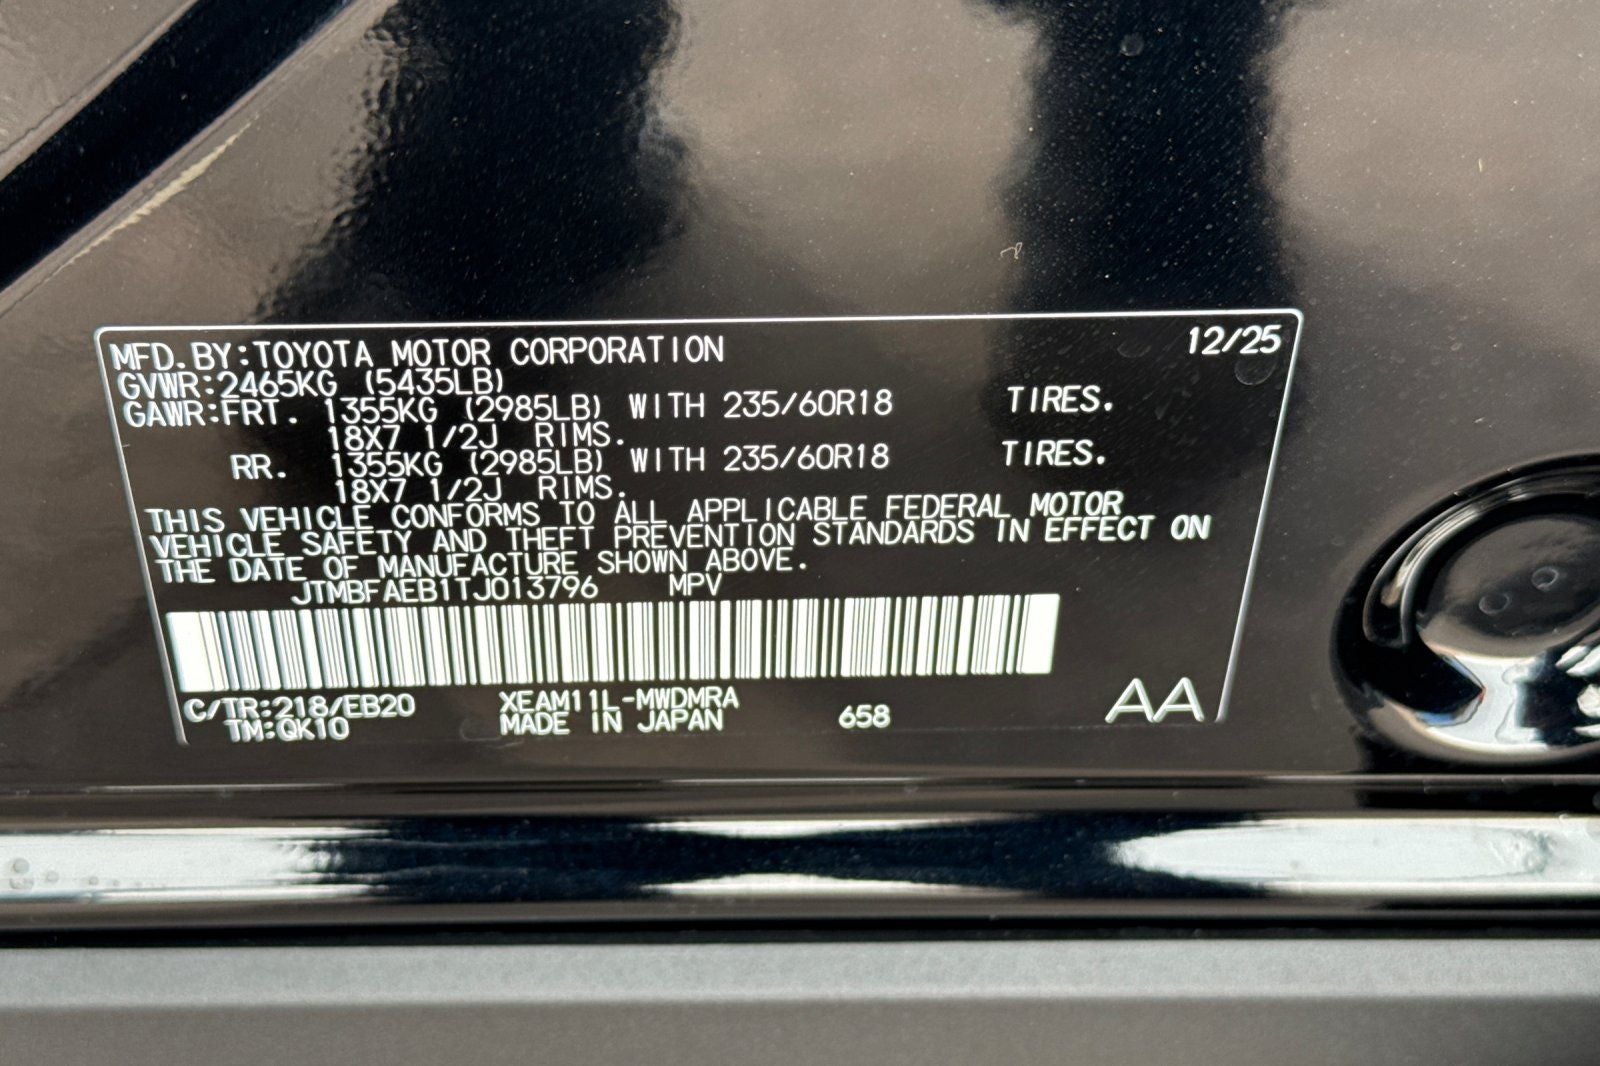 MFD. BY: TOYOTA MOTOR CORPORATION 12/25
GVWR: 2465KG (5435LB)
GAWR: FRT. 1355KG (2985LB) WITH 235/60R18 TIRES.
18X7 1/2J RIMS.
RR. 1355KG (2985LB) WITH 235/60R18 TIRES.
18X7 1/2J RIMS.
THIS VEHICLE CONFORMS TO ALL APPLICABLE FEDERAL MOTOR
VEHICLE SAFETY AND THEFT PREVENTION STANDARDS IN EFFECT ON
THE DATE OF MANUFACTURE SHOWN ABOVE.
JTMBFAEB1TJ013796 MPV
C/TR: 218/EB20 XEAM11L-MWDMRA
TM: QK10 MADE IN JAPAN 658 AA